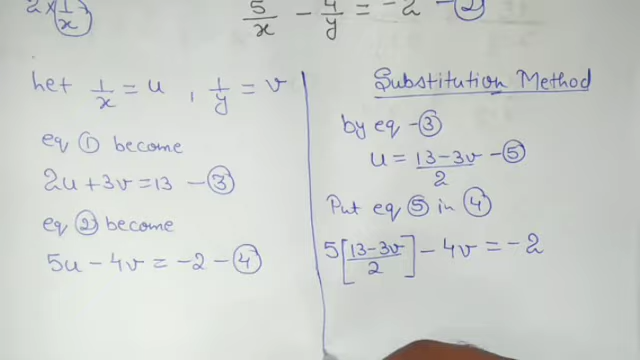 2 × (1/x)
5/x - 4/y = -2 - ②
Let 1/x = u , 1/y = v
eq ① become
2u + 3v = 13 - ③
eq ② become
5u - 4v = -2 - ④
Substitution Method
by eq - ③
u = (13-3v)/2 - ⑤
Put eq ⑤ in ④
5[(13-3v)/2] - 4v = -2